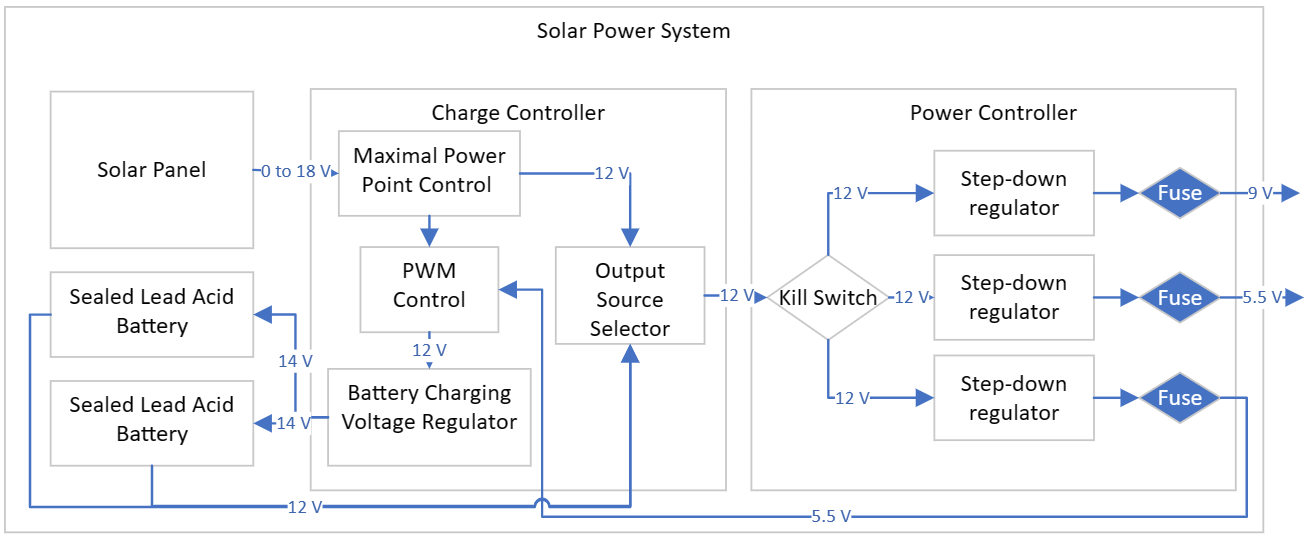 Solar Power System
Solar Panel
0 to 18 V
Charge Controller
Maximal Power
Point Control
12 V
PWM
Control
Output
Source
Selector
12 V
Battery Charging
Voltage Regulator
Sealed Lead Acid
Battery
14 V
Sealed Lead Acid
Battery
14 V
12 V
12 V
Power Controller
Kill Switch
12 V
Step-down
regulator
Fuse
9 V
12 V
Step-down
regulator
Fuse
5.5 V
12 V
Step-down
regulator
Fuse
5.5 V